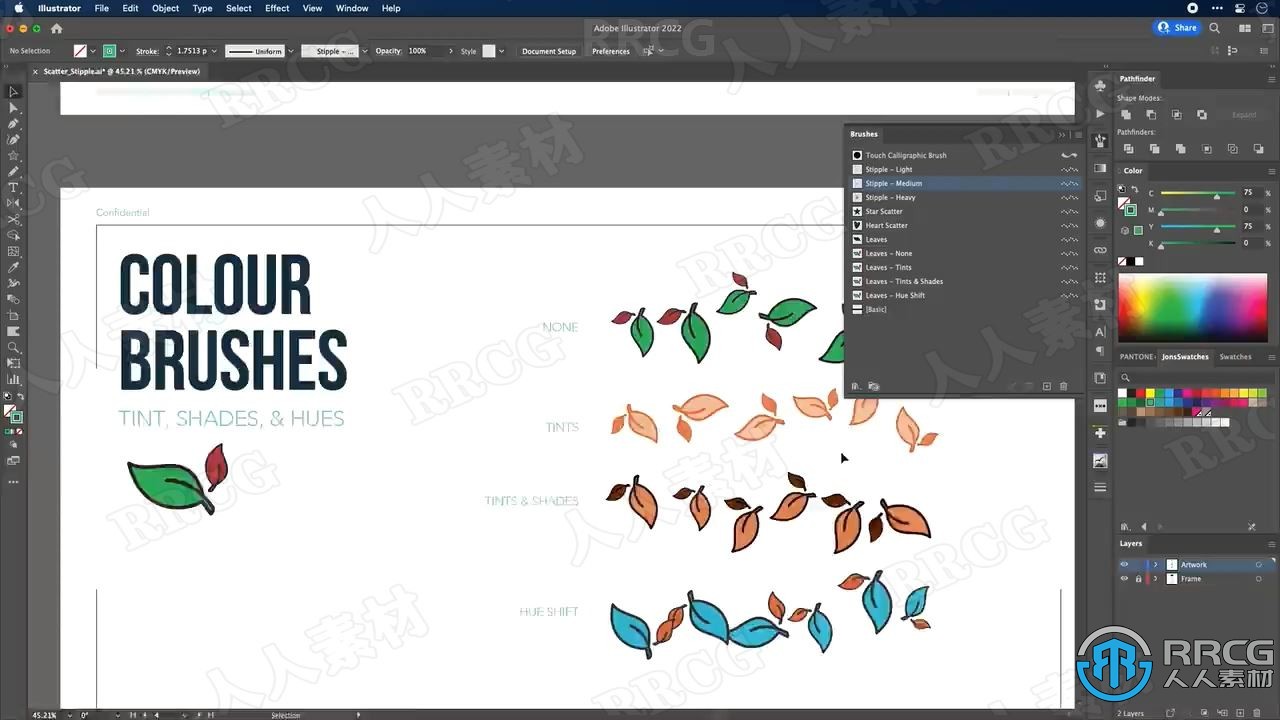 Illustrator File Edit Object Type Select Effect View Window Help
Adobe Illustrator 2022
Share
No Selection Stroke: 1.7513 p Uniform Stipple – ... Opacity: 100% Style Document Setup Preferences
× Scatter_Stipple.ai* @ 45.21 % (CMYK/Preview)
Confidential
COLOUR
BRUSHES
TINT, SHADES, & HUES
NONE
TINTS
TINTS & SHADES
HUE SHIFT
Brushes
Touch Calligraphic Brush
Stipple - Light
Stipple - Medium
Stipple - Heavy
Star Scatter
Heart Scatter
Leaves
Leaves - None
Leaves - Tints
Leaves - Tints & Shades
Leaves - Hue Shift
[Basic]
Pathfinder
Shape Modes:
Expand
Pathfinders:
Color
C 75 %
M 0 %
Y 75 %
K 0 %
PANTONE JonsSwatches Swatches
Layers
Artwork
Frame
2 Layers
45.21% 0° 4 Selection
RRCG
人人素材